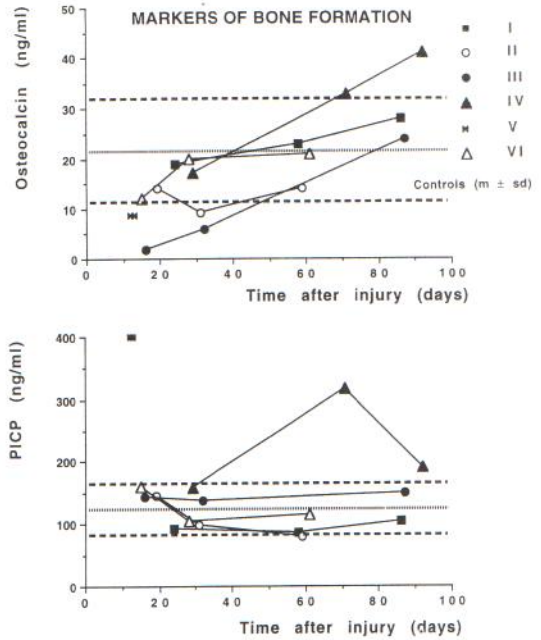 MARKERS OF BONE FORMATION
Osteocalcin (ng/ml)
50
40
30
20
10
0
0 20 40 60 80 100
Time after injury (days)
I
II
III
IV
V
VI
Controls (m ± sd)
PICP (ng/ml)
400
300
200
100
0
0 20 40 60 80 100
Time after injury (days)